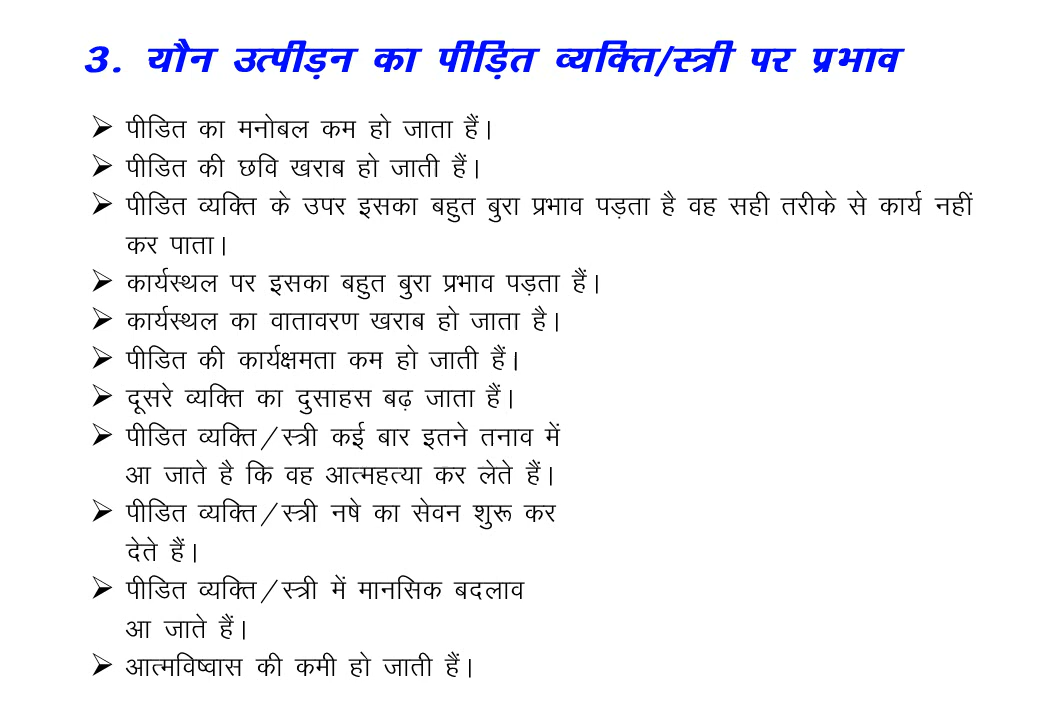 3. यौन उत्पीड़न का पीड़ित व्यक्ति/स्त्री पर प्रभाव
➢ पीडित का मनोबल कम हो जाता हैं।
➢ पीडित की छवि खराब हो जाती हैं।
➢ पीडित व्यक्ति के उपर इसका बहुत बुरा प्रभाव पड़ता है वह सही तरीके से कार्य नहीं
कर पाता।
➢ कार्यस्थल पर इसका बहुत बुरा प्रभाव पड़ता हैं।
➢ कार्यस्थल का वातावरण खराब हो जाता है।
➢ पीडित की कार्यक्षमता कम हो जाती हैं।
➢ दूसरे व्यक्ति का दुसाहस बढ़ जाता हैं।
➢ पीडित व्यक्ति/स्त्री कई बार इतने तनाव में
आ जाते है कि वह आत्महत्या कर लेते हैं।
➢ पीडित व्यक्ति/स्त्री नषे का सेवन शुरू कर
देते हैं।
➢ पीडित व्यक्ति/स्त्री में मानसिक बदलाव
आ जाते हैं।
➢ आत्मविष्वास की कमी हो जाती हैं।